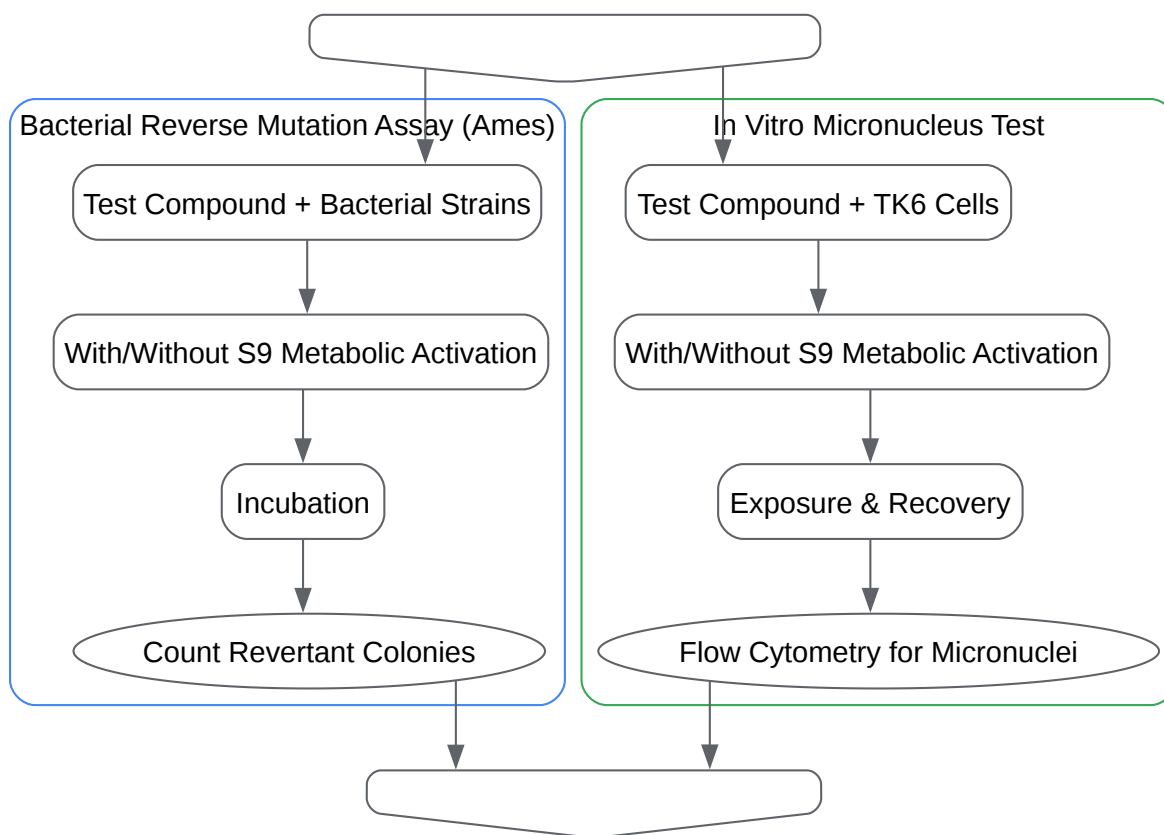 Bacterial Reverse Mutation Assay (Ames)
Test Compound + Bacterial Strains
With/Without S9 Metabolic Activation
Incubation
Count Revertant Colonies
In Vitro Micronucleus Test
Test Compound + TK6 Cells
With/Without S9 Metabolic Activation
Exposure & Recovery
Flow Cytometry for Micronuclei